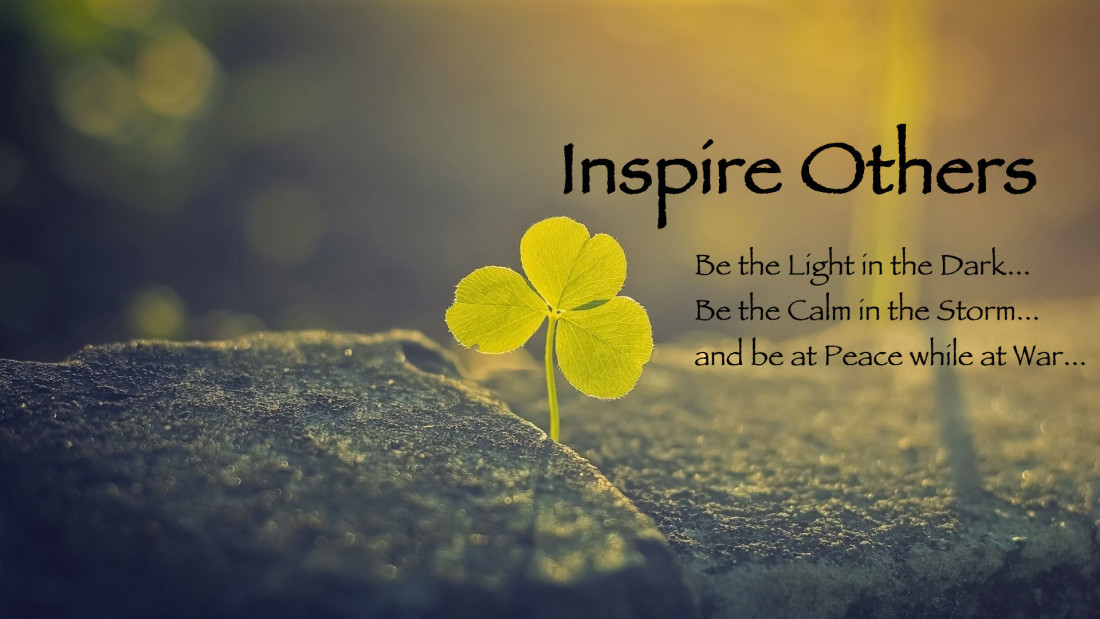 Inspire Others
Be the Light in the Dark...
Be the Calm in the Storm...
and be at Peace while at War...